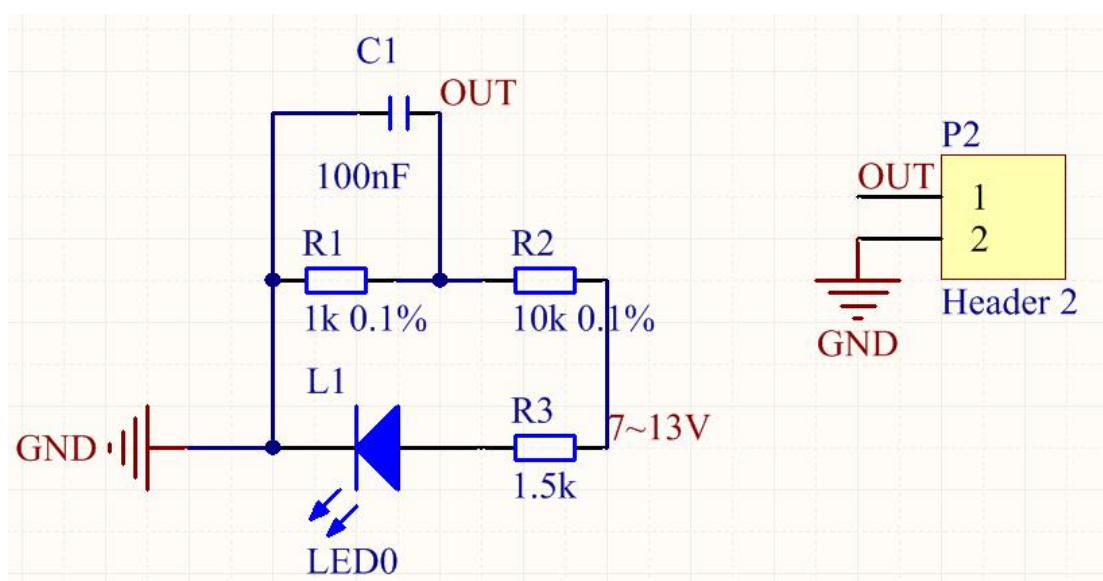 C1
OUT
100nF
R1
R2
1k 0.1%
10k 0.1%
L1
R3
7~13V
GND
1.5k
LED0
P2
OUT
1
2
Header 2
GND